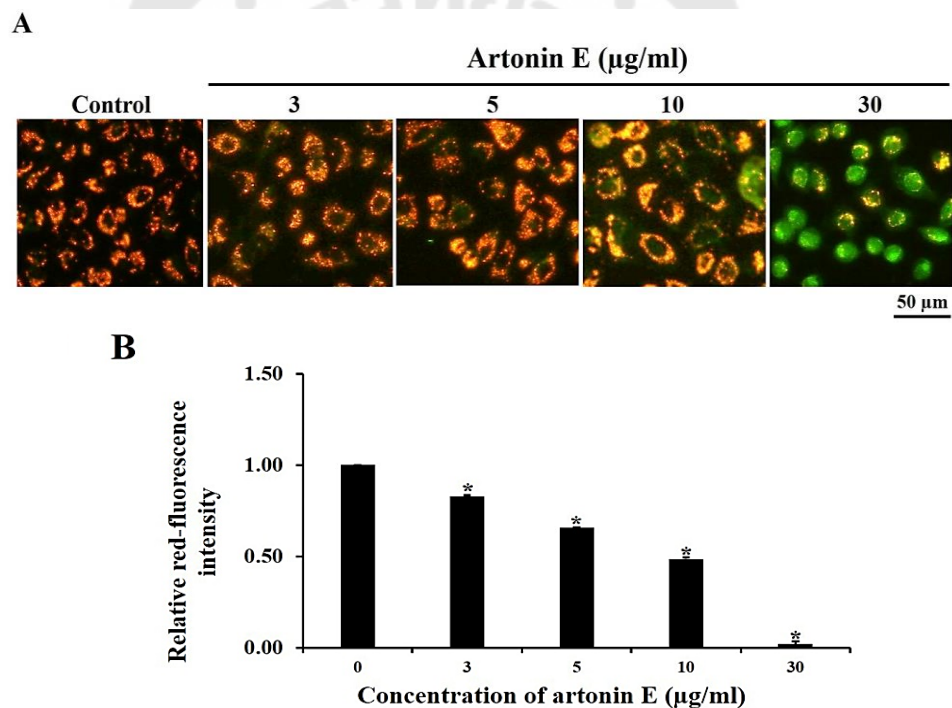 A
Artonin E (µg/ml)
Control 3 5 10 30
50 µm
B
1.50
1.00
0.50
0.00
Relative red-fluorescence
intensity
* * * *
0 3 5 10 30
Concentration of artonin E (µg/ml)